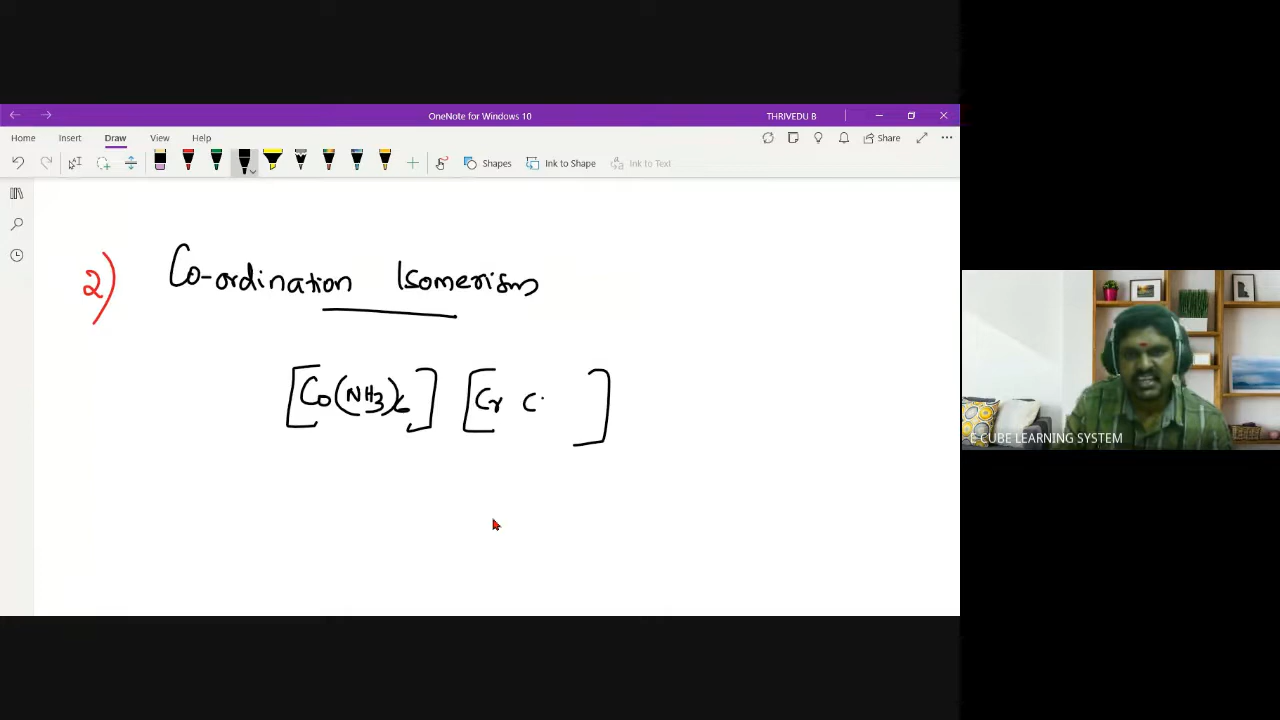 OneNote for Windows 10
THRIVEDU B
Home Insert Draw View Help
Share
Shapes Ink to Shape Ink to Text
2) Co-ordination Isomerism
[Co(NH3)6] [Cr C ]
E CUBE LEARNING SYSTEM